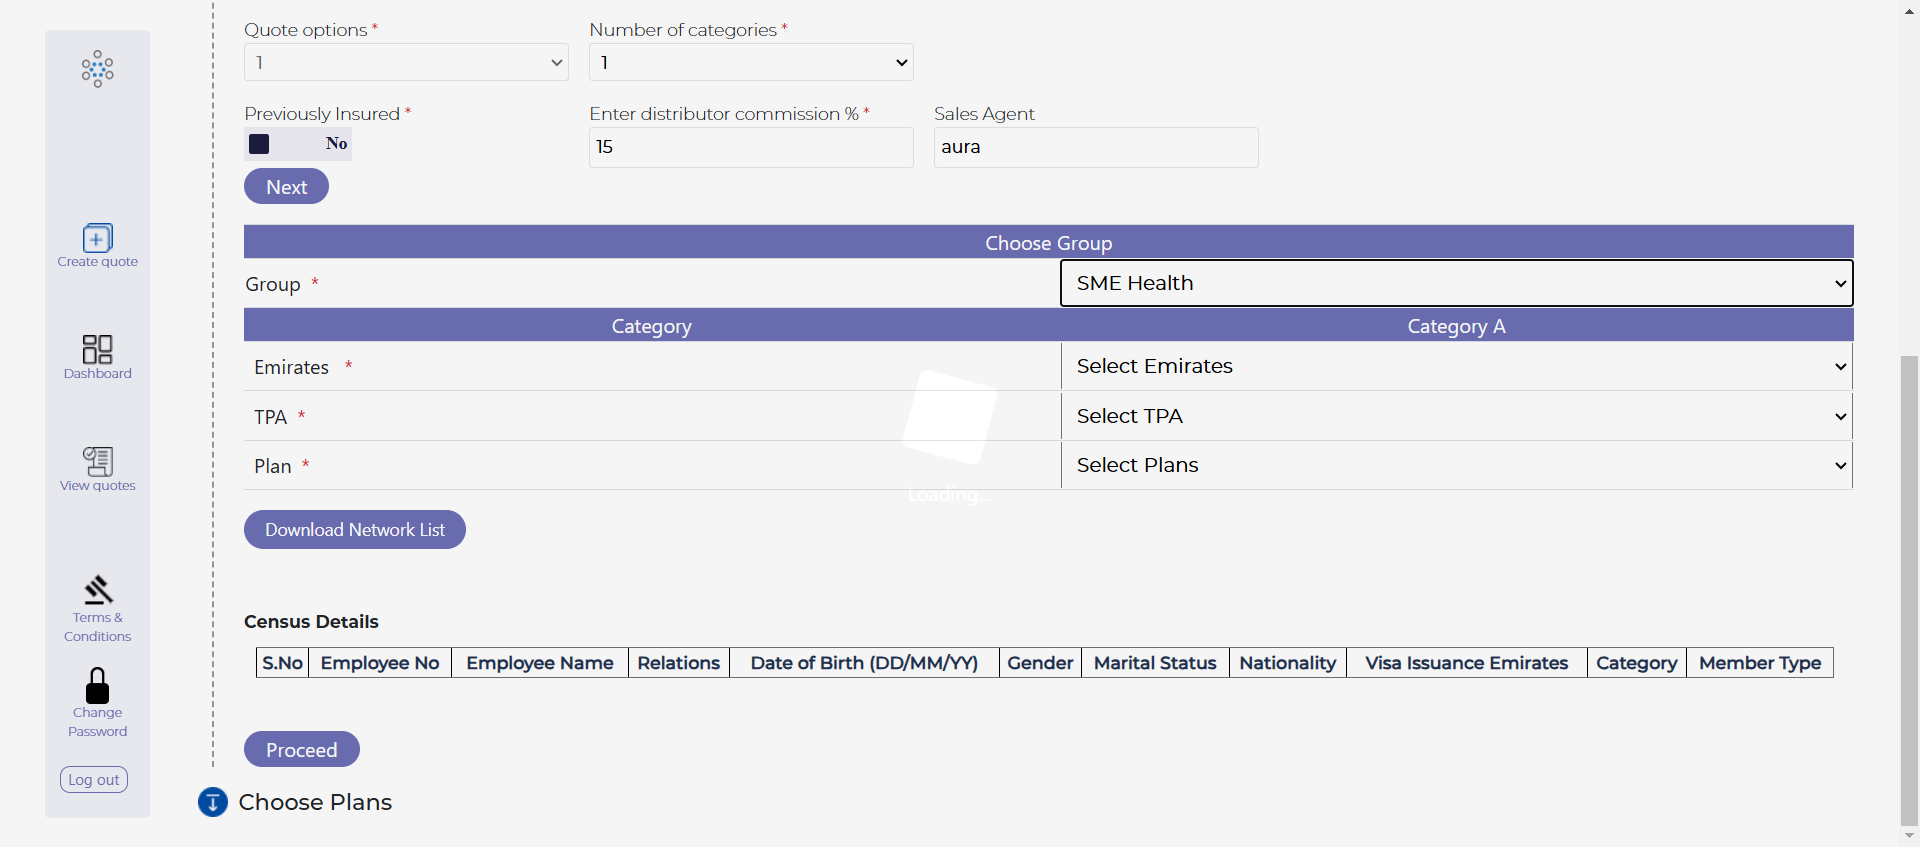 Quote options *
Number of categories *
1
1
Previously Insured *
Enter distributor commission % *
Sales Agent
No
15
aura
Next
Choose Group
Group *
SME Health
Category
Category A
Emirates *
Select Emirates
TPA *
Select TPA
Plan *
Select Plans
Loading...
Download Network List
Census Details
S.No Employee No Employee Name Relations Date of Birth (DD/MM/YY) Gender Marital Status Nationality Visa Issuance Emirates Category Member Type
Proceed
Choose Plans
Create quote
Dashboard
View quotes
Terms &
Conditions
Change
Password
Log out